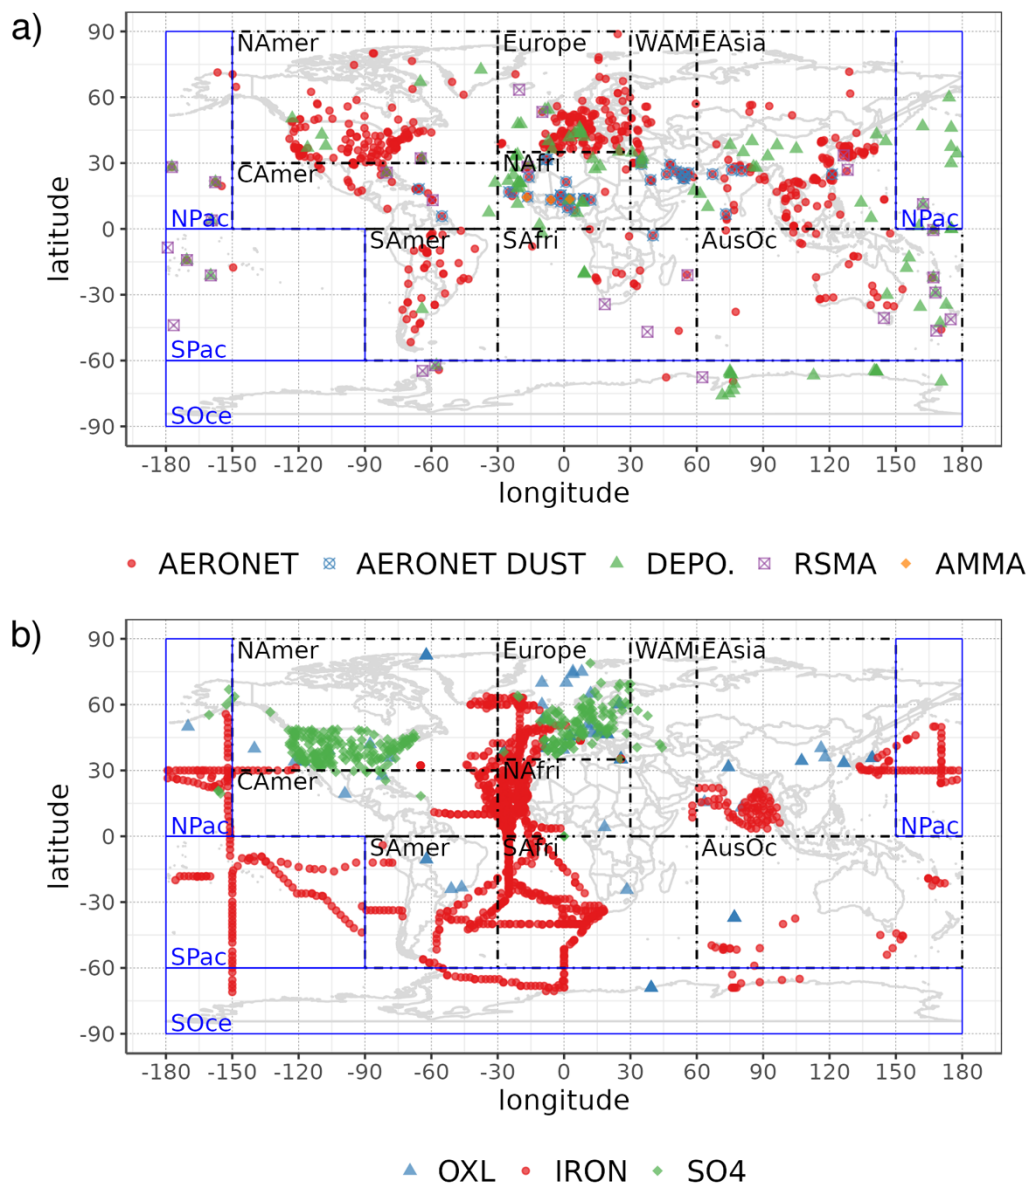 a)
90
60
30
0
-30
-60
-90
latitude
NAmer
Europe
WAM
EAsia
CAmer
NAfri
NPac
NPac
SAmer
SAfri
AusOc
SPac
SOce
-180 -150 -120 -90 -60 -30 0 30 60 90 120 150 180
longitude
AERONET AERONET DUST DEPO. RSMA AMMA
b)
90
60
30
0
-30
-60
-90
latitude
NAmer
Europe
WAM
EAsia
CAmer
NAfri
NPac
NPac
SAmer
SAfri
AusOc
SPac
SOce
-180 -150 -120 -90 -60 -30 0 30 60 90 120 150 180
longitude
OXL IRON SO4